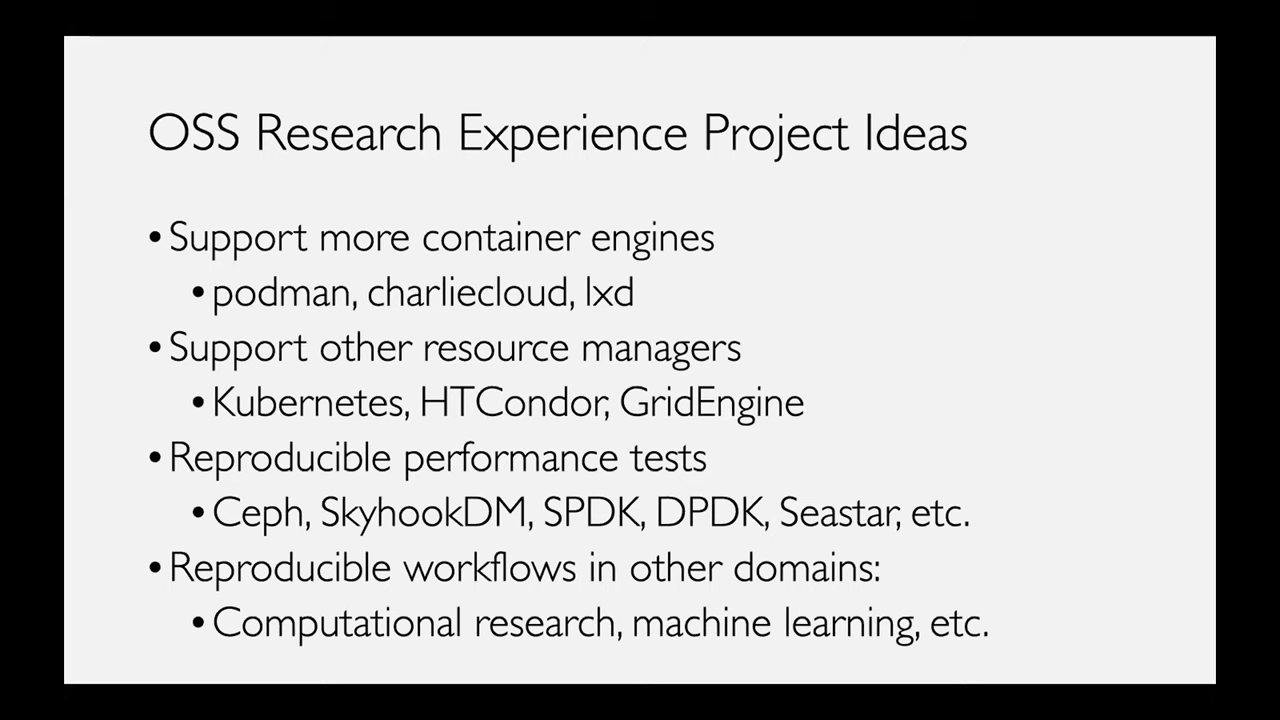 OSS Research Experience Project Ideas
•Support more container engines
•podman, charliecloud, lxd
•Support other resource managers
•Kubernetes, HTCondor, GridEngine
•Reproducible performance tests
•Ceph, SkyhookDM, SPDK, DPDK, Seastar, etc.
•Reproducible workflows in other domains:
•Computational research, machine learning, etc.